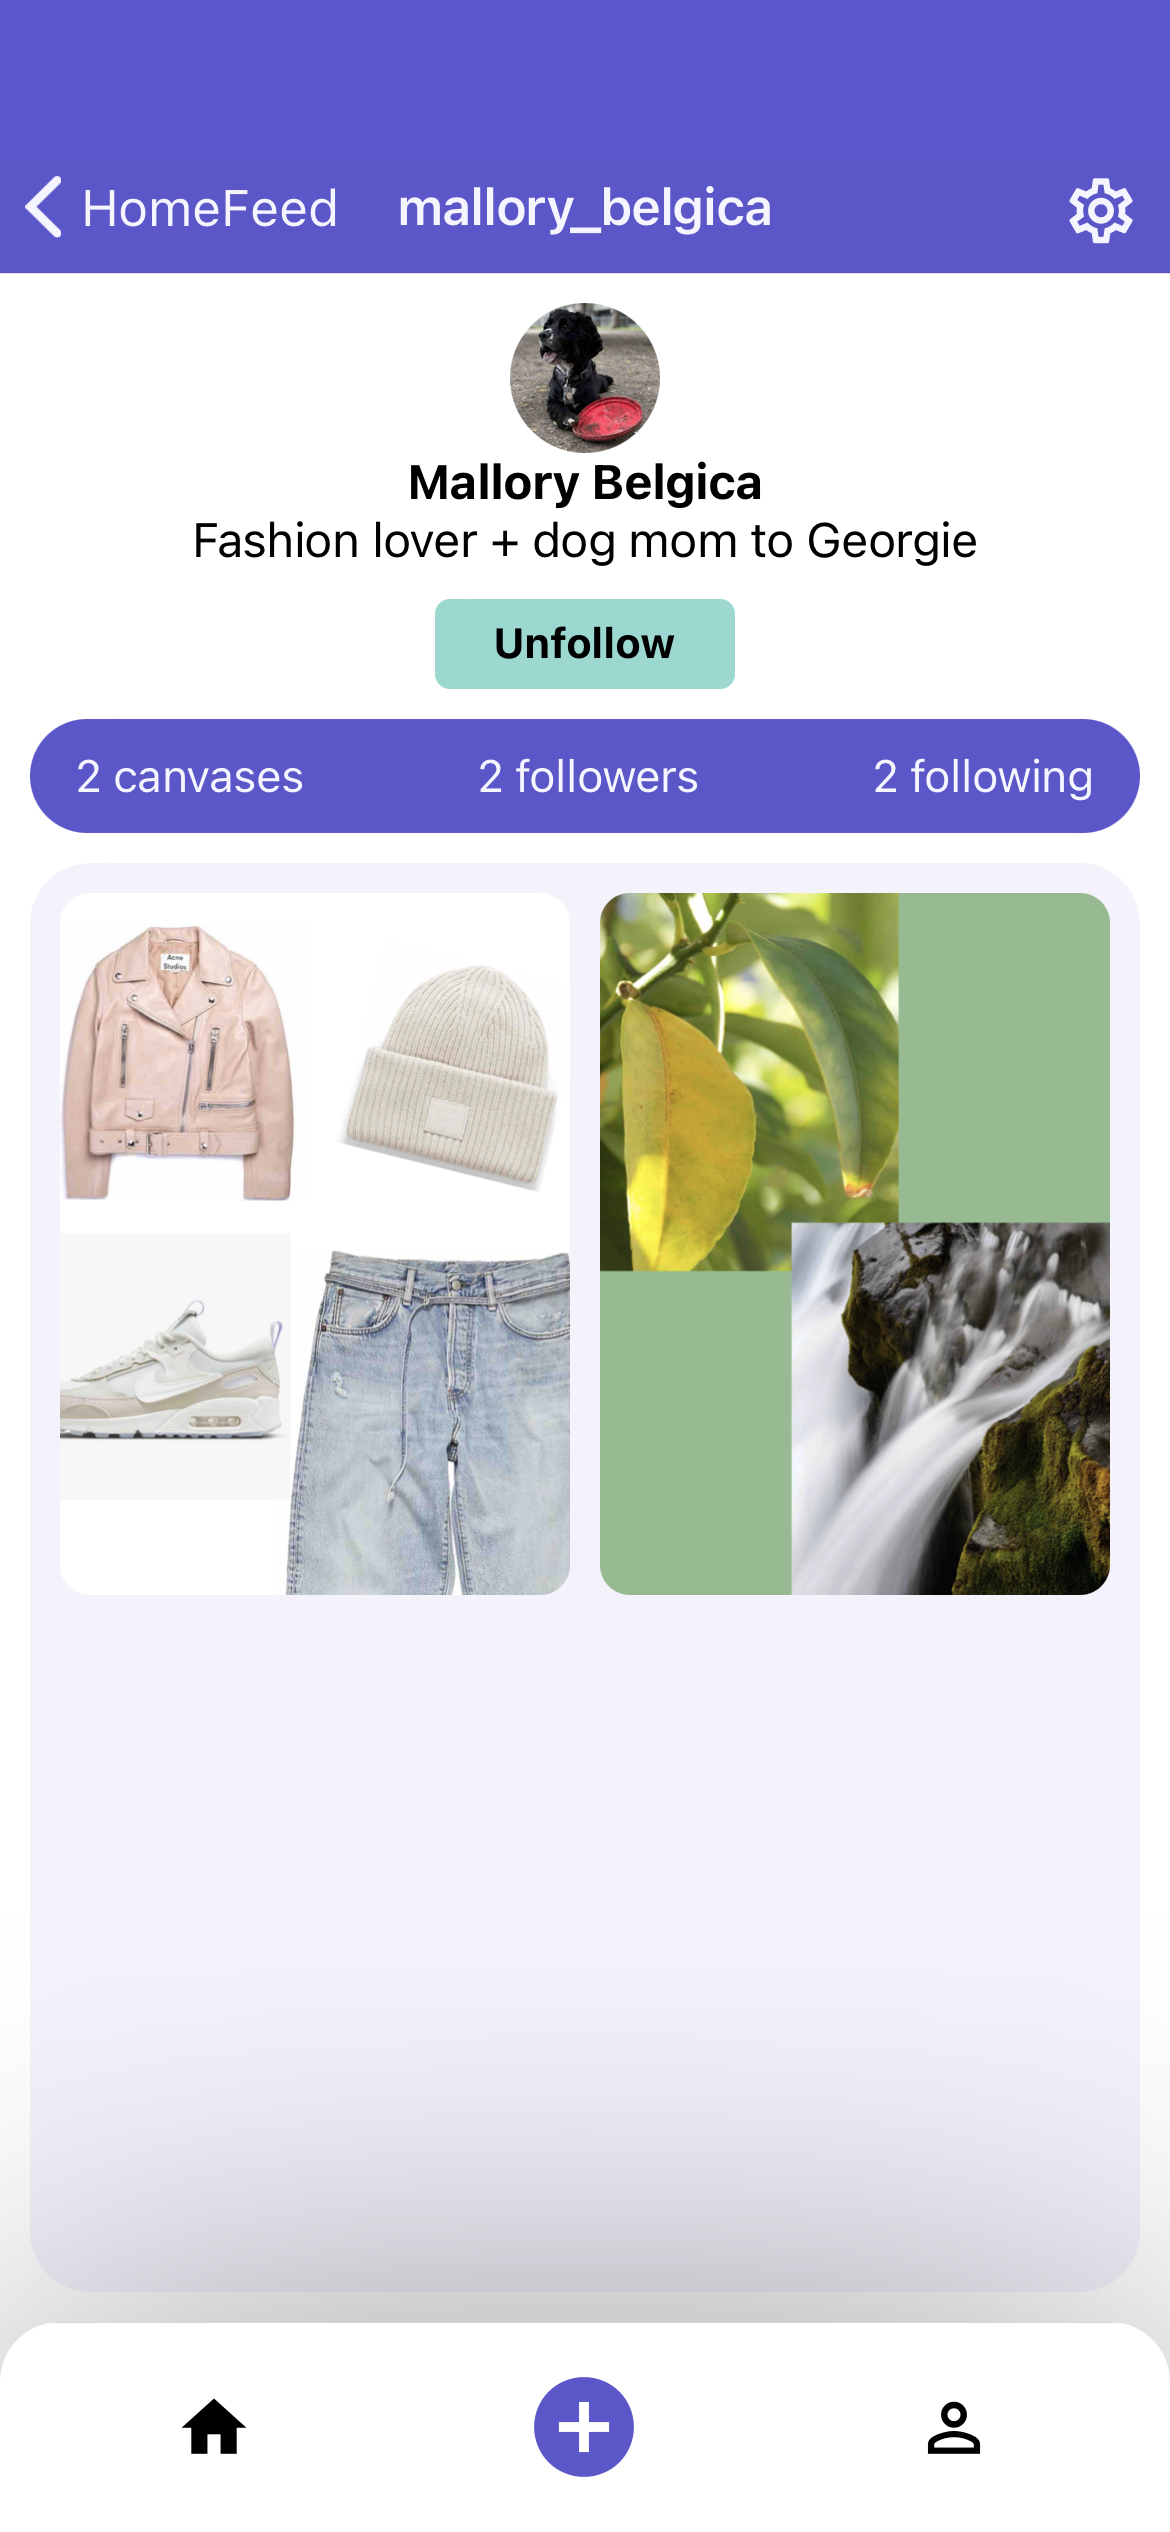 HomeFeed
mallory_belgica
Mallory Belgica
Fashion lover + dog mom to Georgie
Unfollow
2 canvases
2 followers
2 following
Acne
Studios